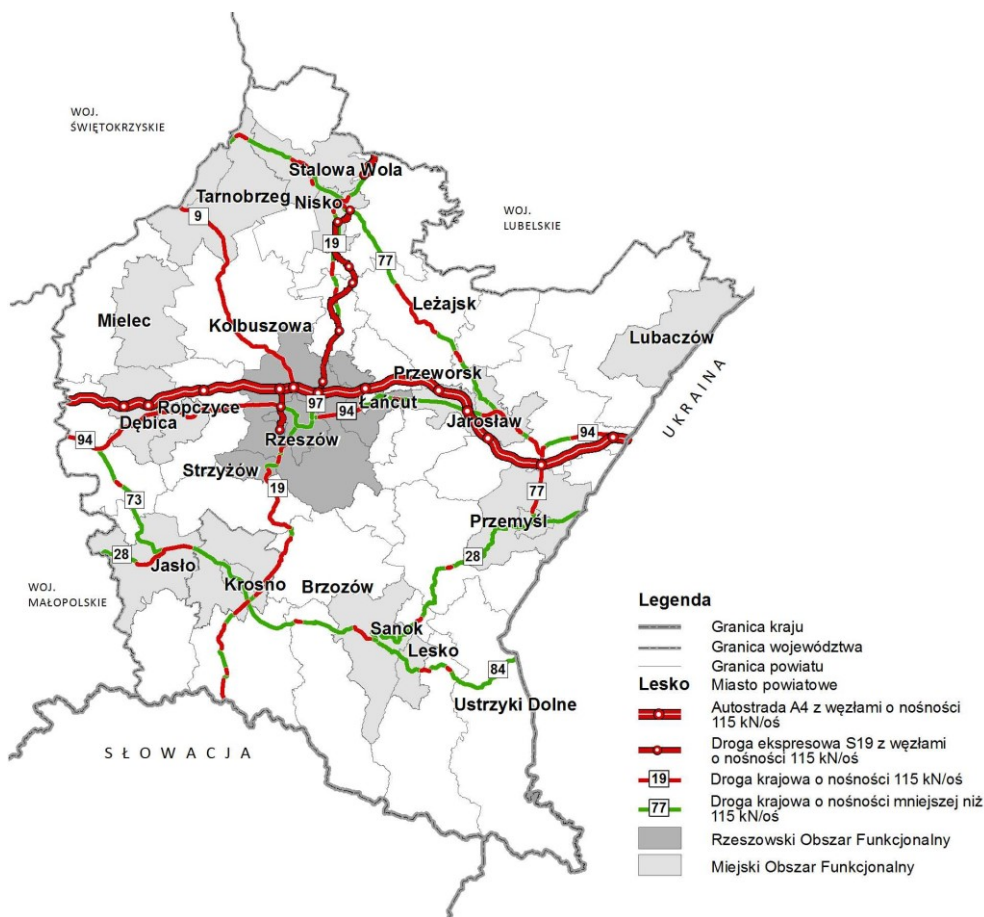 WOJ.
ŚWIĘTOKRZYSKIE
Stalowa Wola
Tarnobrzeg
Nisko
9
19
WOJ.
LUBELSKIE
77
Leżajsk
Mielec
Kolbuszowa
Lubaczów
Przeworsk
97
Ropczyce
Łańcut
94
Dębica
Jarosław
UKRAINA
94
Rzeszów
94
Strzyżów
19
77
73
Przemyśl
28
28
Jasło
WOJ.
MAŁOPOLSKIE
Krosno
Brzozów
Sanok
Lesko
84
Ustrzyki Dolne
SŁOWACJA
Legenda
Granica kraju
Granica województwa
Granica powiatu
Lesko Miasto powiatowe
Autostrada A4 z węzłami o nośności
115 kN/oś
Droga ekspresowa S19 z węzłami
o nośności 115 kN/oś
19 Droga krajowa o nośności 115 kN/oś
77 Droga krajowa o nośności mniejszej niż
115 kN/oś
Rzeszowski Obszar Funkcjonalny
Miejski Obszar Funkcjonalny